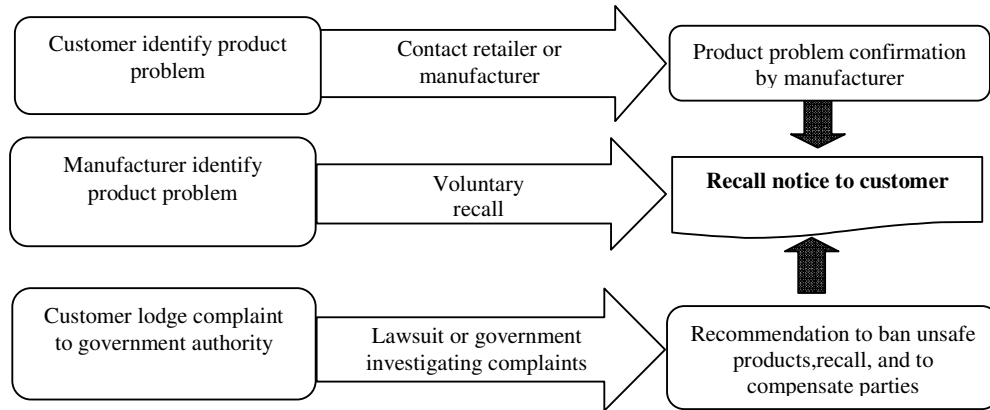 Customer identify product
problem
Contact retailer or
manufacturer
Product problem confirmation
by manufacturer
Manufacturer identify
product problem
Voluntary
recall
Recall notice to customer
Customer lodge complaint
to government authority
Lawsuit or government
investigating complaints
Recommendation to ban unsafe
products,recall, and to
compensate parties